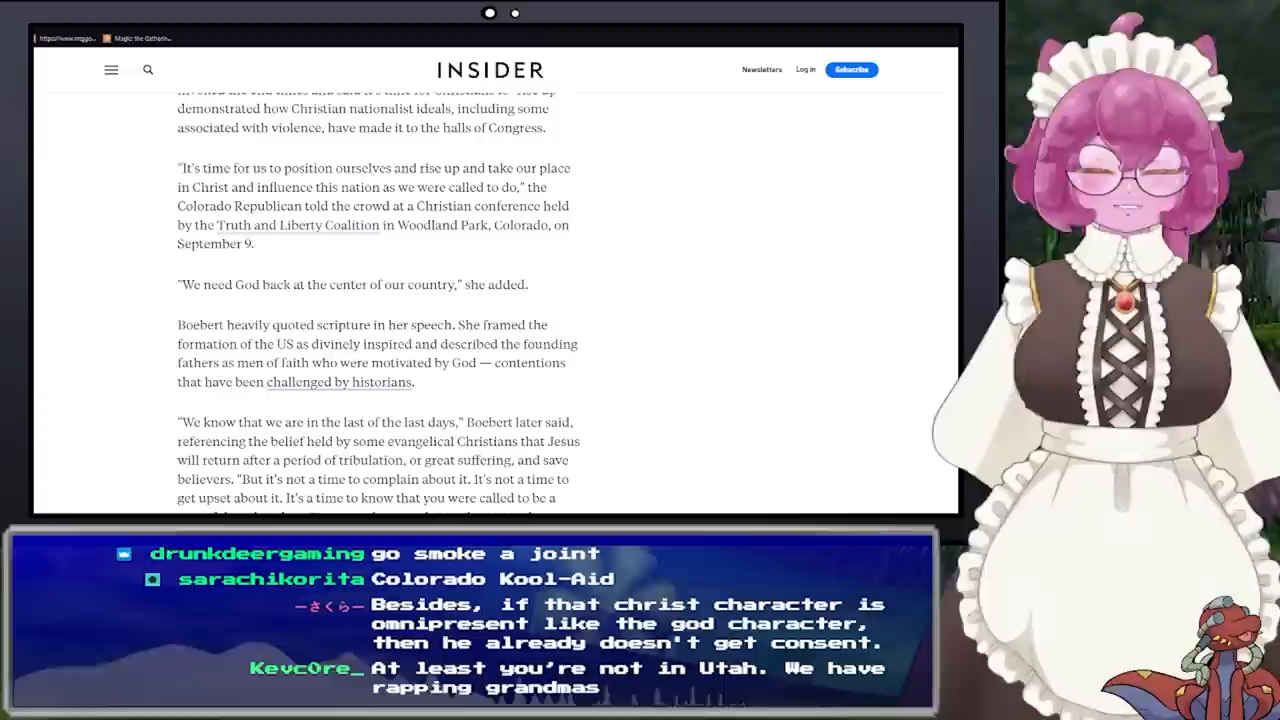 https://www.mtggo...
Magic: the Gatherin...
INSIDER
Newsletters
Log in
Subscribe
demonstrated how Christian nationalist ideals, including some
associated with violence, have made it to the halls of Congress.
"It's time for us to position ourselves and rise up and take our place
in Christ and influence this nation as we were called to do," the
Colorado Republican told the crowd at a Christian conference held
by the Truth and Liberty Coalition in Woodland Park, Colorado, on
September 9.
"We need God back at the center of our country," she added.
Boebert heavily quoted scripture in her speech. She framed the
formation of the US as divinely inspired and described the founding
fathers as men of faith who were motivated by God — contentions
that have been challenged by historians.
"We know that we are in the last of the last days," Boebert later said,
referencing the belief held by some evangelical Christians that Jesus
will return after a period of tribulation, or great suffering, and save
believers. "But it's not a time to complain about it. It's not a time to
get upset about it. It's a time to know that you were called to be a
drunkdeergaming go smoke a joint
sarachikorita Colorado Kool-Aid
—さくら— Besides, if that christ character is
omnipresent like the god character,
then he already doesn't get consent.
Kevc0re_ At least you're not in Utah. We have
rapping grandmas